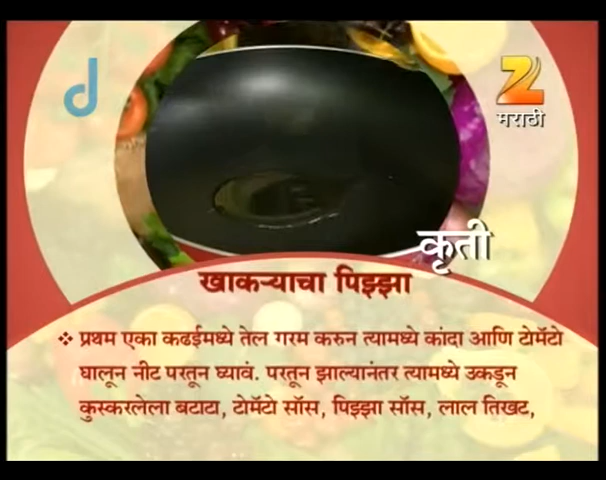 मराठी
कृती
खाकऱ्याचा पिझ्झा
❖ प्रथम एका कढईमध्ये तेल गरम करुन त्यामध्ये कांदा आणि टोमॅटो
घालून नीट परतून घ्यावं. परतून झाल्यानंतर त्यामध्ये उकडून
कुस्करलेला बटाटा, टोमॅटो सॉस, पिझ्झा सॉस, लाल तिखट,